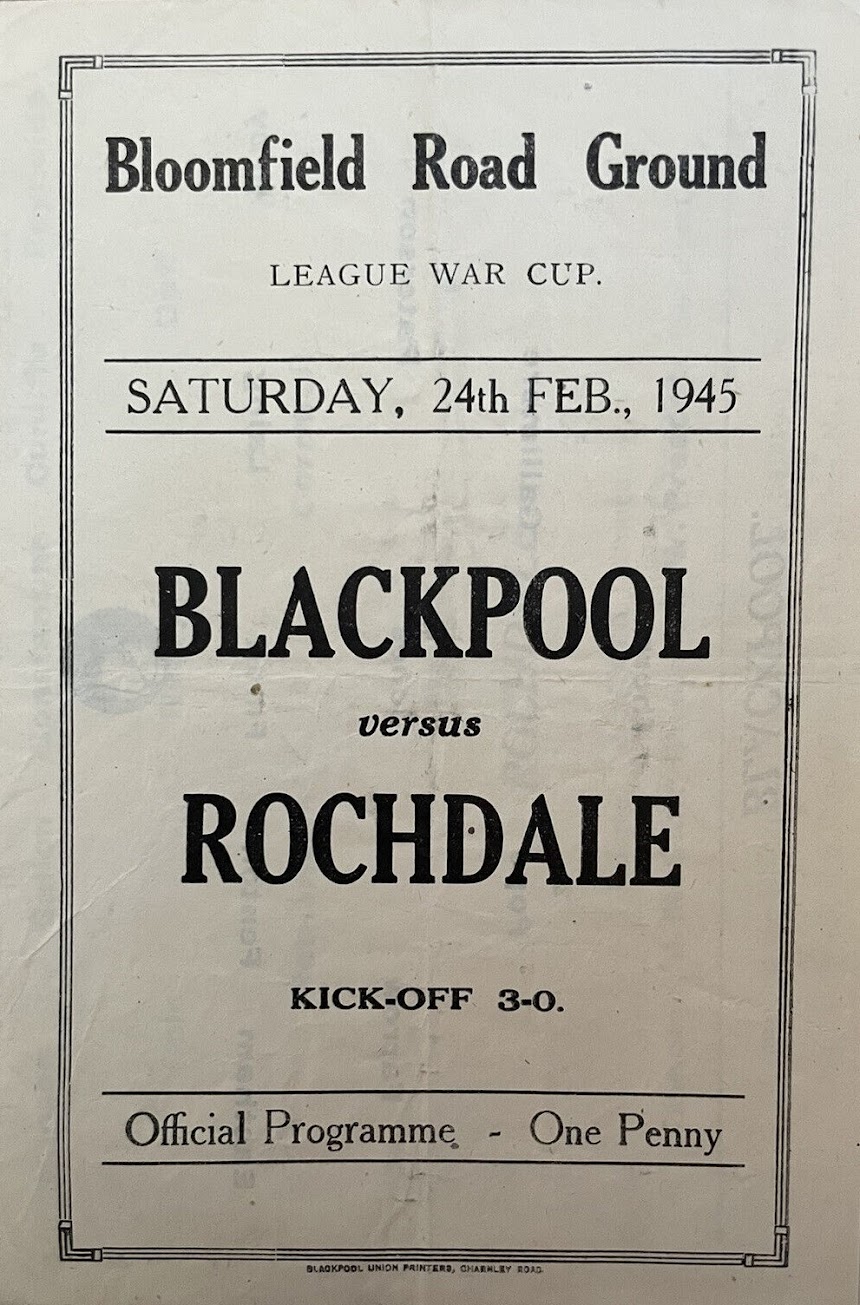 Bloomfield Road Ground
LEAGUE WAR CUP.
SATURDAY, 24th FEB., 1945
BLACKPOOL
versus
ROCHDALE
KICK-OFF 3-0.
Official Programme - One Penny
BLACKPOOL UNION PRINTERS, CHARNLEY ROAD